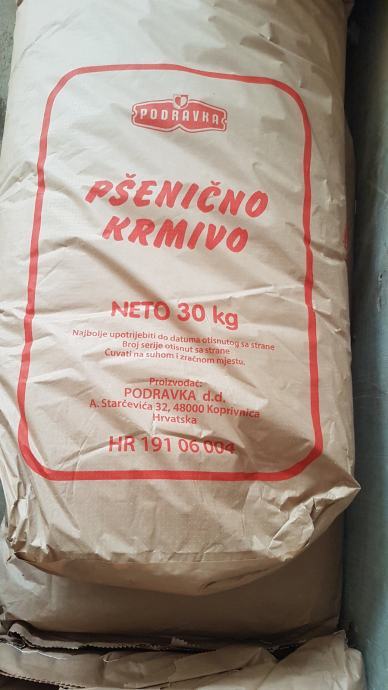 PODRAVKA
PŠENIČNO
KRMIVO
NETO 30 kg
Najbolje upotrijebiti do datuma otisnutog sa strane
Broj serije otisnut sa strane
Čuvati na suhom i zračnom mjestu.
Proizvođač:
PODRAVKA d.d.
A. Starčevića 32, 48000 Koprivnica
Hrvatska
HR 191 06 004